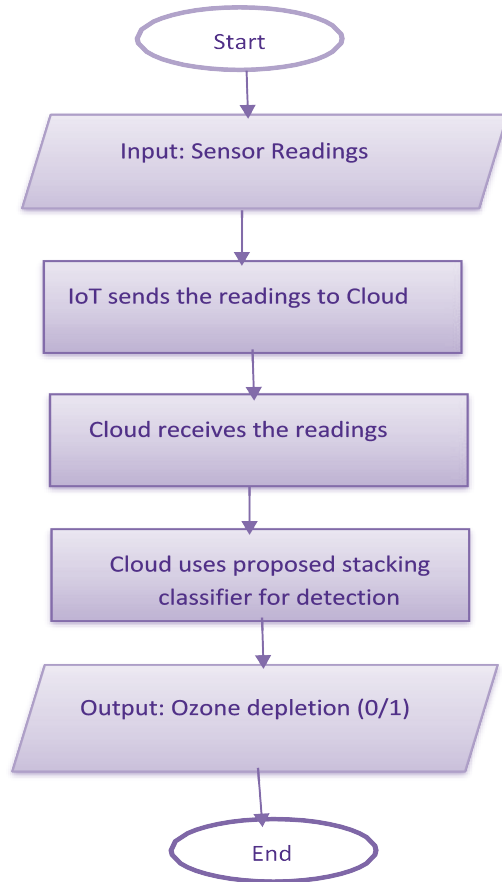 Start
Input: Sensor Readings
IoT sends the readings to Cloud
Cloud receives the readings
Cloud uses proposed stacking
classifier for detection
Output: Ozone depletion (0/1)
End